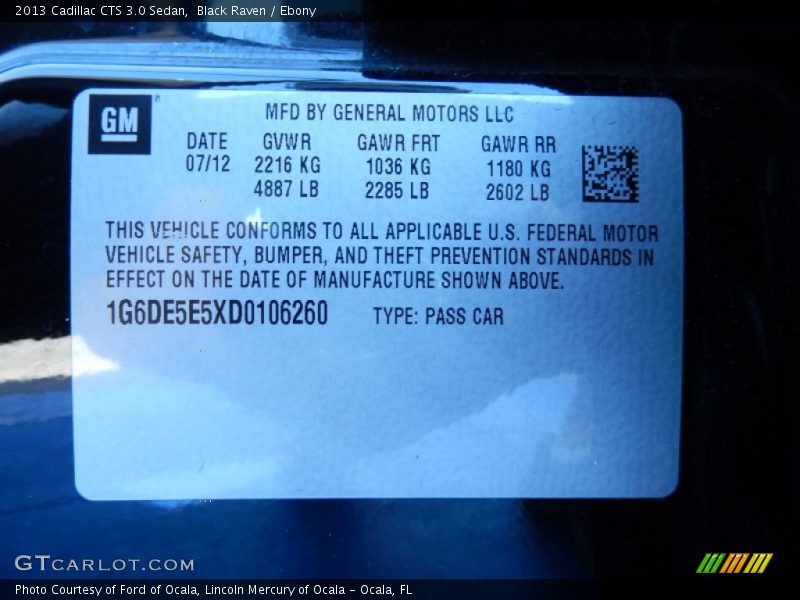 2013 Cadillac CTS 3.0 Sedan, Black Raven / Ebony
GM
MFD BY GENERAL MOTORS LLC
DATE GVWR GAWR FRT GAWR RR
07/12 2216 KG 1036 KG 1180 KG
4887 LB 2285 LB 2602 LB
THIS VEHICLE CONFORMS TO ALL APPLICABLE U.S. FEDERAL MOTOR
VEHICLE SAFETY, BUMPER, AND THEFT PREVENTION STANDARDS IN
EFFECT ON THE DATE OF MANUFACTURE SHOWN ABOVE.
1G6DE5E5XD0106260 TYPE: PASS CAR
GTCARLOT.COM
Photo Courtesy of Ford of Ocala, Lincoln Mercury of Ocala - Ocala, FL